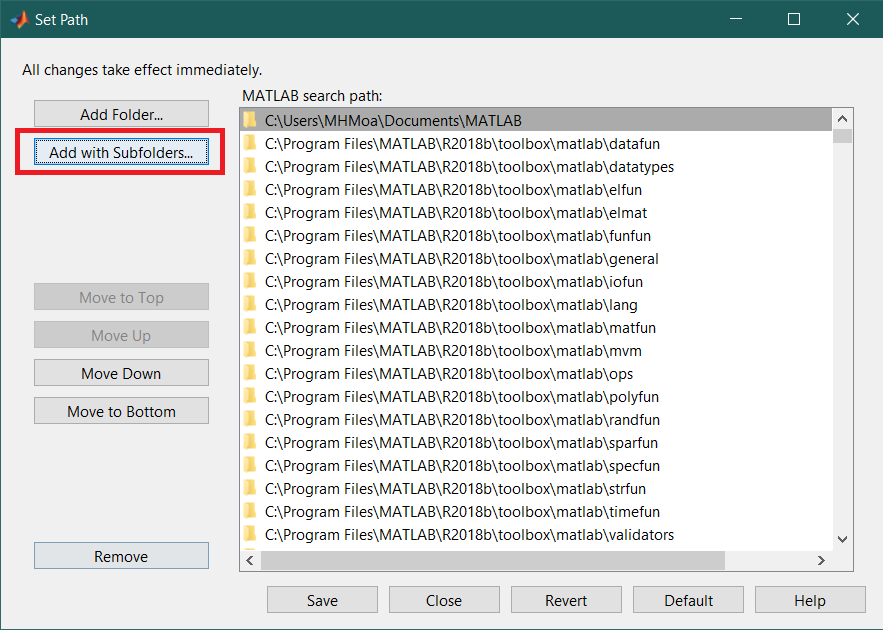 Set Path
All changes take effect immediately.
MATLAB search path:
Add Folder...
Add with Subfolders...
Move to Top
Move Up
Move Down
Move to Bottom
Remove
C:\Users\MHMoa\Documents\MATLAB
C:\Program Files\MATLAB\R2018b\toolbox\matlab\datafun
C:\Program Files\MATLAB\R2018b\toolbox\matlab\datatypes
C:\Program Files\MATLAB\R2018b\toolbox\matlab\elfun
C:\Program Files\MATLAB\R2018b\toolbox\matlab\elmat
C:\Program Files\MATLAB\R2018b\toolbox\matlab\funfun
C:\Program Files\MATLAB\R2018b\toolbox\matlab\general
C:\Program Files\MATLAB\R2018b\toolbox\matlab\iofun
C:\Program Files\MATLAB\R2018b\toolbox\matlab\lang
C:\Program Files\MATLAB\R2018b\toolbox\matlab\matfun
C:\Program Files\MATLAB\R2018b\toolbox\matlab\mvm
C:\Program Files\MATLAB\R2018b\toolbox\matlab\ops
C:\Program Files\MATLAB\R2018b\toolbox\matlab\polyfun
C:\Program Files\MATLAB\R2018b\toolbox\matlab\randfun
C:\Program Files\MATLAB\R2018b\toolbox\matlab\sparfun
C:\Program Files\MATLAB\R2018b\toolbox\matlab\specfun
C:\Program Files\MATLAB\R2018b\toolbox\matlab\strfun
C:\Program Files\MATLAB\R2018b\toolbox\matlab\timefun
C:\Program Files\MATLAB\R2018b\toolbox\matlab\validators
Save
Close
Revert
Default
Help